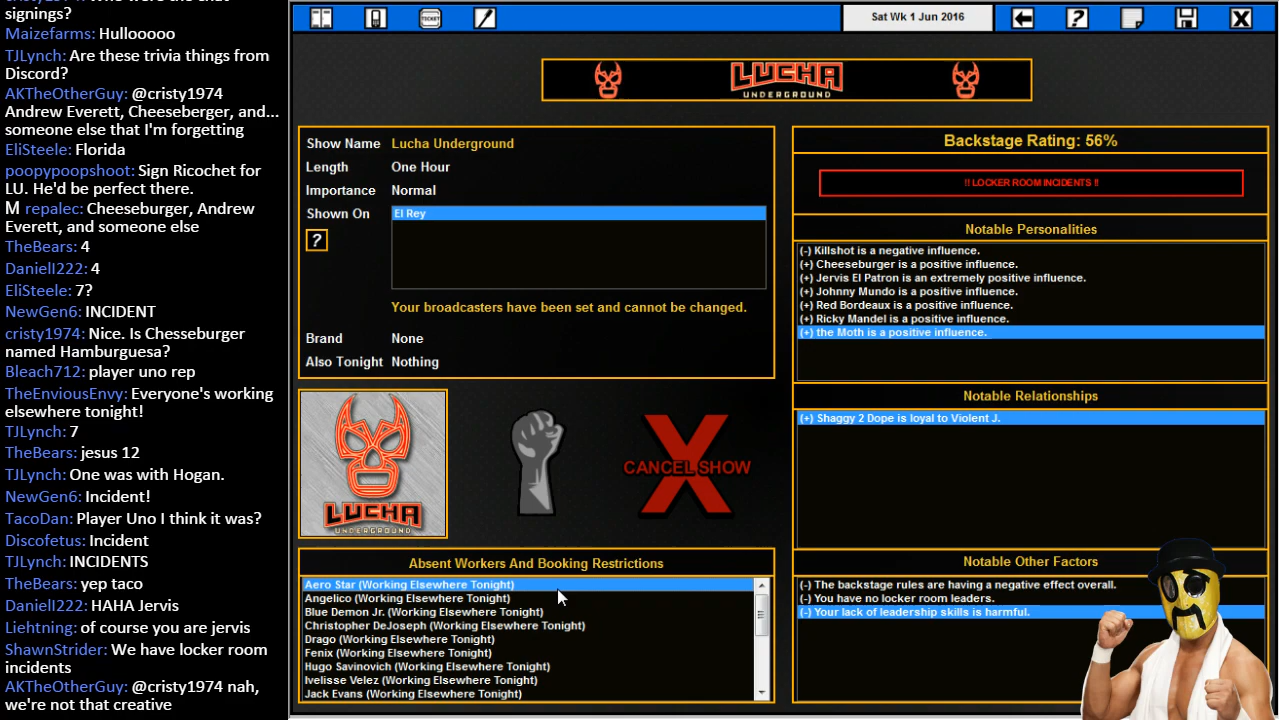 cristy1974: Who were the chat
signings?
Maizefarms: Hullooooo
TJLynch: Are these trivia things from
Discord?
AKTheOtherGuy: @cristy1974
Andrew Everett, Cheeseberger, and...
someone else that I'm forgetting
EliSteele: Florida
poopypoopshoot: Sign Ricochet for
LU. He'd be perfect there.
M repalec: Cheeseburger, Andrew
Everett, and someone else
TheBears: 4
Daniell222: 4
EliSteele: 7?
NewGen6: INCIDENT
cristy1974: Nice. Is Chesseburger
named Hamburguesa?
Bleach712: player uno rep
TheEnviousEnvy: Everyone's working
elsewhere tonight!
TJLynch: 7
TheBears: jesus 12
TJLynch: One was with Hogan.
NewGen6: Incident!
TacoDan: Player Uno I think it was?
Discofetus: Incident
TJLynch: INCIDENTS
TheBears: yep taco
Daniell222: HAHA Jervis
Liehtning: of course you are jervis
ShawnStrider: We have locker room
incidents
AKTheOtherGuy: @cristy1974 nah,
we're not that creative
TICKET
Sat Wk 1 Jun 2016
?
LUCHA
UNDERGROUND
Show Name Lucha Underground
Length One Hour
Importance Normal
Shown On El Rey
?
Your broadcasters have been set and cannot be changed.
Brand None
Also Tonight Nothing
LUCHA
UNDERGROUND
CANCEL SHOW
Absent Workers And Booking Restrictions
Aero Star (Working Elsewhere Tonight)
Angelico (Working Elsewhere Tonight)
Blue Demon Jr. (Working Elsewhere Tonight)
Christopher DeJoseph (Working Elsewhere Tonight)
Drago (Working Elsewhere Tonight)
Fenix (Working Elsewhere Tonight)
Hugo Savinovich (Working Elsewhere Tonight)
Ivelisse Velez (Working Elsewhere Tonight)
Jack Evans (Working Elsewhere Tonight)
Backstage Rating: 56%
!! LOCKER ROOM INCIDENTS !!
Notable Personalities
(-) Killshot is a negative influence.
(+) Cheeseburger is a positive influence.
(+) Jervis El Patron is an extremely positive influence.
(+) Johnny Mundo is a positive influence.
(+) Red Bordeaux is a positive influence.
(+) Ricky Mandel is a positive influence.
(+) the Moth is a positive influence.
Notable Relationships
(+) Shaggy 2 Dope is loyal to Violent J.
Notable Other Factors
(-) The backstage rules are having a negative effect overall.
(-) You have no locker room leaders.
(-) Your lack of leadership skills is harmful.